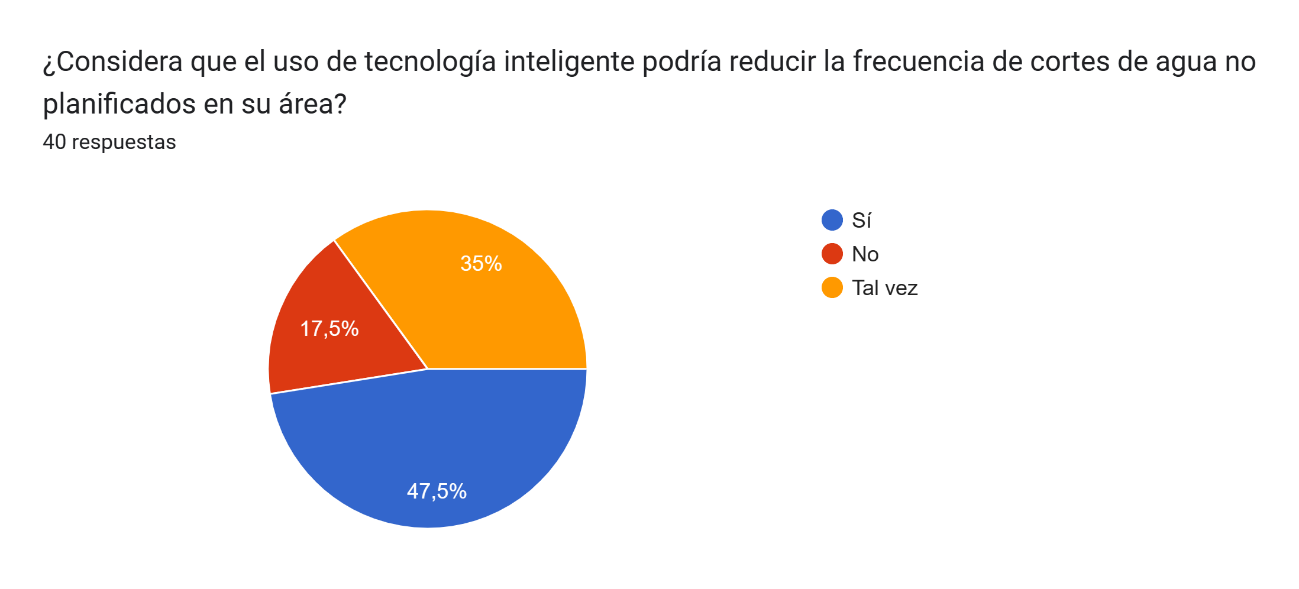 ¿Considera que el uso de tecnología inteligente podría reducir la frecuencia de cortes de agua no
planificados en su área?
40 respuestas
Sí
No
Tal vez
35%
17,5%
47,5%